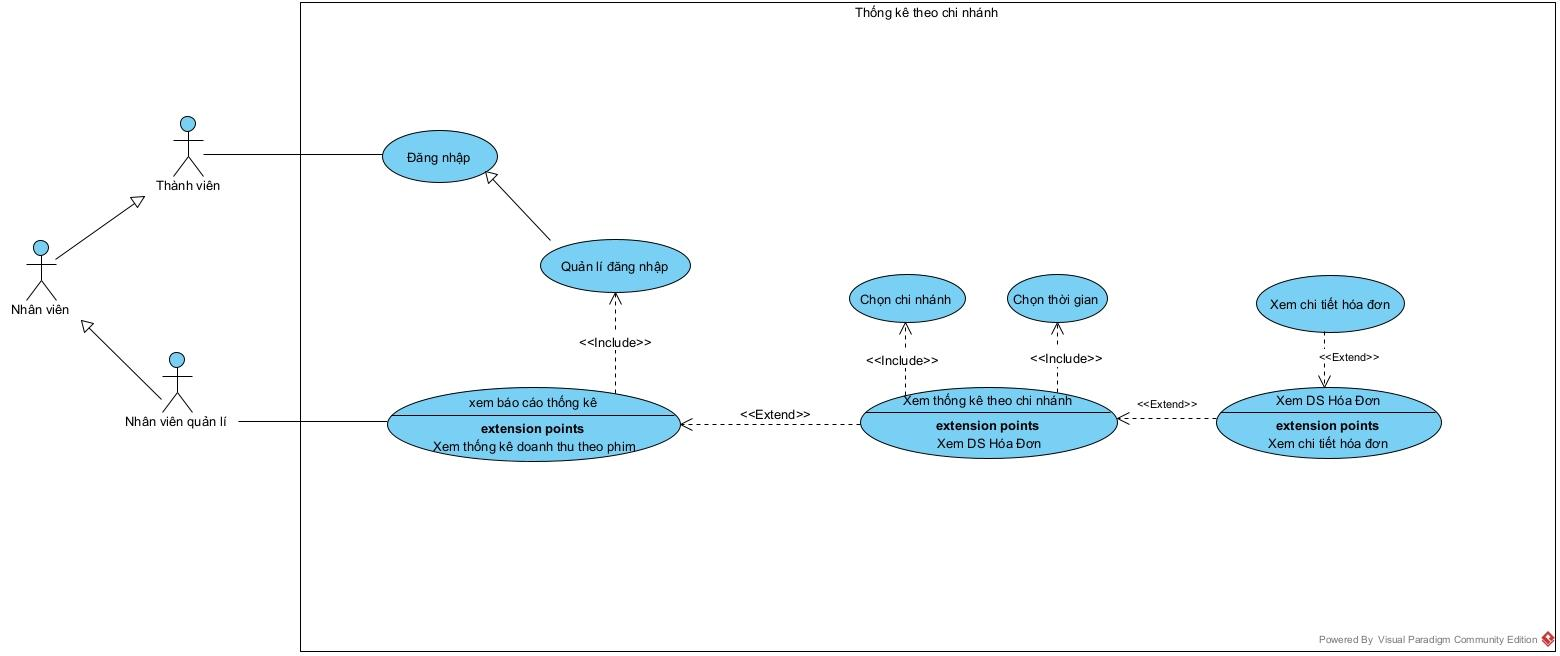 Thống kê theo chi nhánh
Thành viên
Đăng nhập
Nhân viên
Quản lí đăng nhập
Chọn chi nhánh
Chọn thời gian
Xem chi tiết hóa đơn
<<Include>>
<<Include>>
<<Include>>
<<Extend>>
Nhân viên quản lí
xem báo cáo thống kê
extension points
Xem thống kê doanh thu theo phim
<<Extend>>
Xem thống kê theo chi nhánh
extension points
Xem DS Hóa Đơn
<<Extend>>
Xem DS Hóa Đơn
extension points
Xem chi tiết hóa đơn
Powered By Visual Paradigm Community Edition